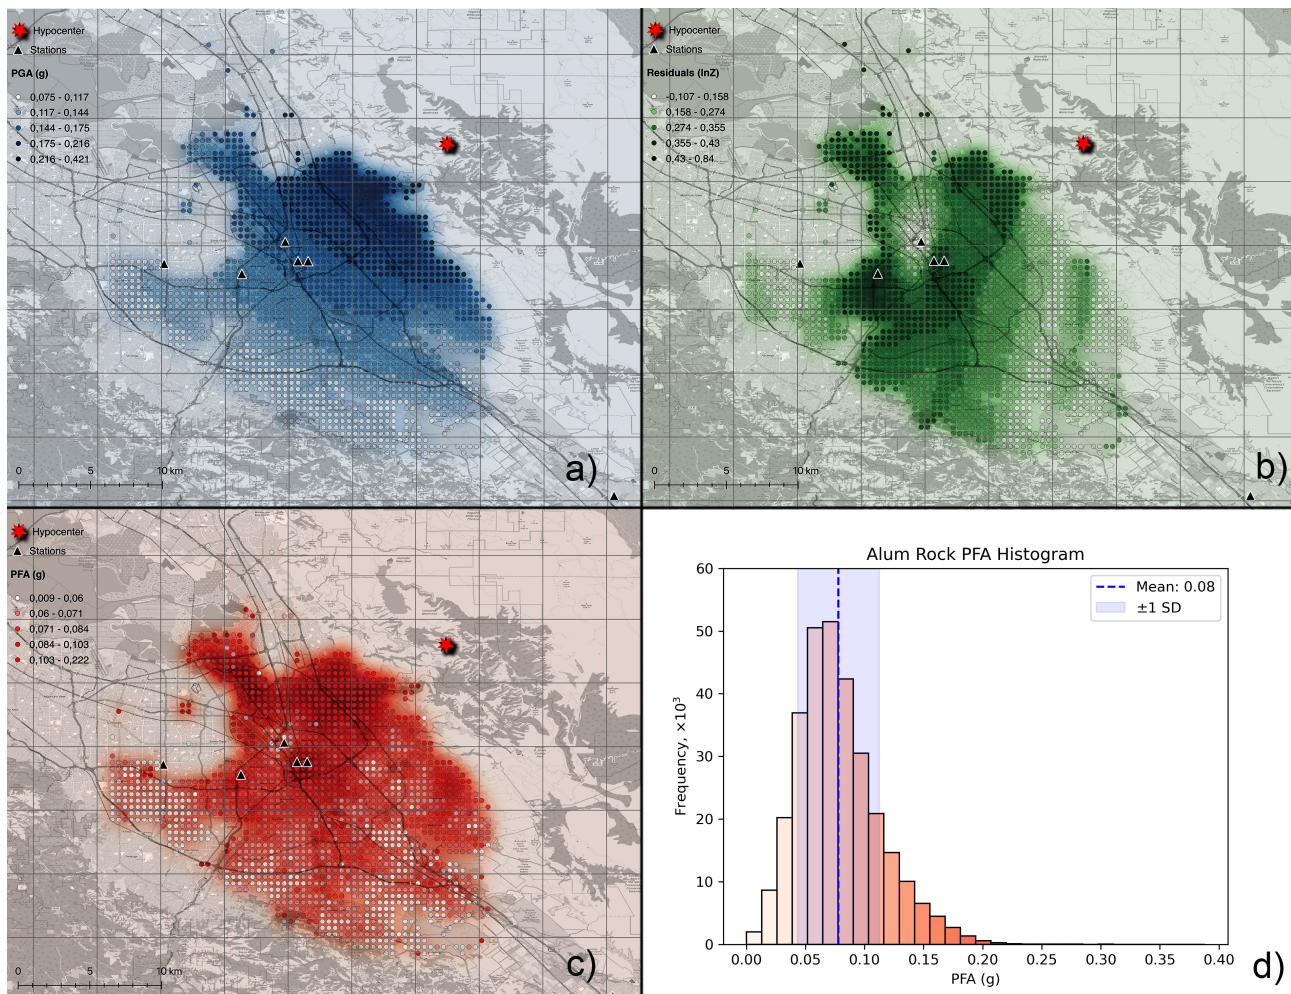 Hypocenter
Stations
PGA (g)
0,075 - 0,117
0,117 - 0,144
0,144 - 0,175
0,175 - 0,216
0,216 - 0,421
0 5 10 km
a)
Hypocenter
Stations
Residuals (lnZ)
-0,107 - 0,158
0,158 - 0,274
0,274 - 0,355
0,355 - 0,43
0,43 - 0,84
0 5 10 km
b)
Hypocenter
Stations
PFA (g)
0,009 - 0,06
0,06 - 0,071
0,071 - 0,084
0,084 - 0,103
0,103 - 0,222
0 5 10 km
c)
Alum Rock PFA Histogram
Mean: 0.08
±1 SD
Frequency, ×10³
60
50
40
30
20
10
0
0.00 0.05 0.10 0.15 0.20 0.25 0.30 0.35 0.40
PFA (g)
d)